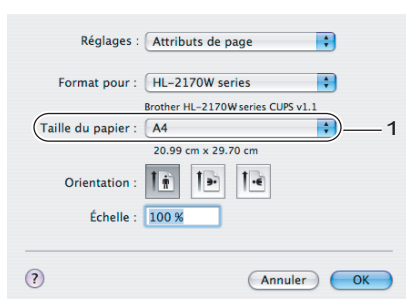 Réglages : Attributs de page
Format pour : HL-2170W series
Brother HL-2170W series CUPS v1.1
Taille du papier : A4 1
20.99 cm x 29.70 cm
Orientation :
Échelle : 100 %
? Annuler OK